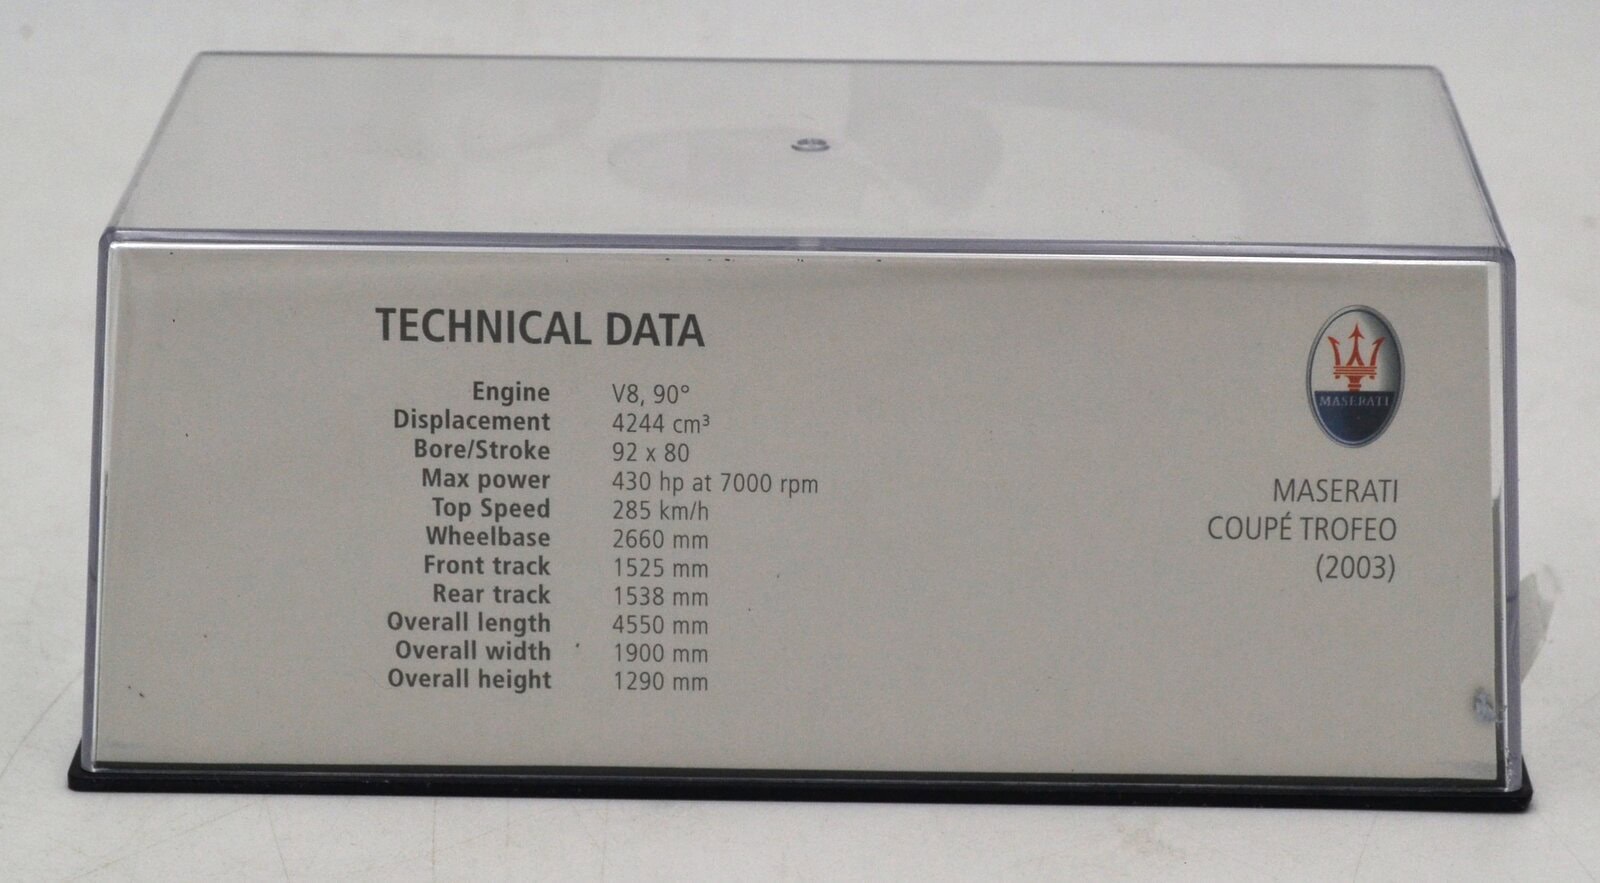 TECHNICAL DATA
Engine V8, 90°
Displacement 4244 cm³
Bore/Stroke 92 x 80
Max power 430 hp at 7000 rpm
Top Speed 285 km/h
Wheelbase 2660 mm
Front track 1525 mm
Rear track 1538 mm
Overall length 4550 mm
Overall width 1900 mm
Overall height 1290 mm
MASERATI
MASERATI
COUPÉ TROFEO
(2003)